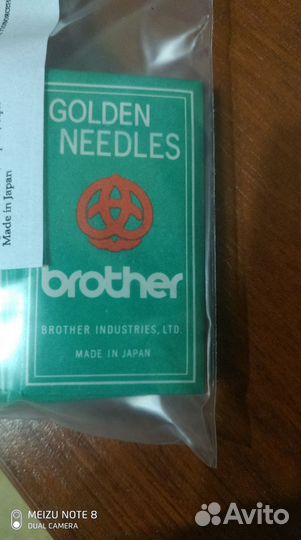 Made in Japan
GOLDEN
NEEDLES
brother
BROTHER INDUSTRIES, LTD.
MADE IN JAPAN
MEIZU NOTE 8
DUAL CAMERA
Avito